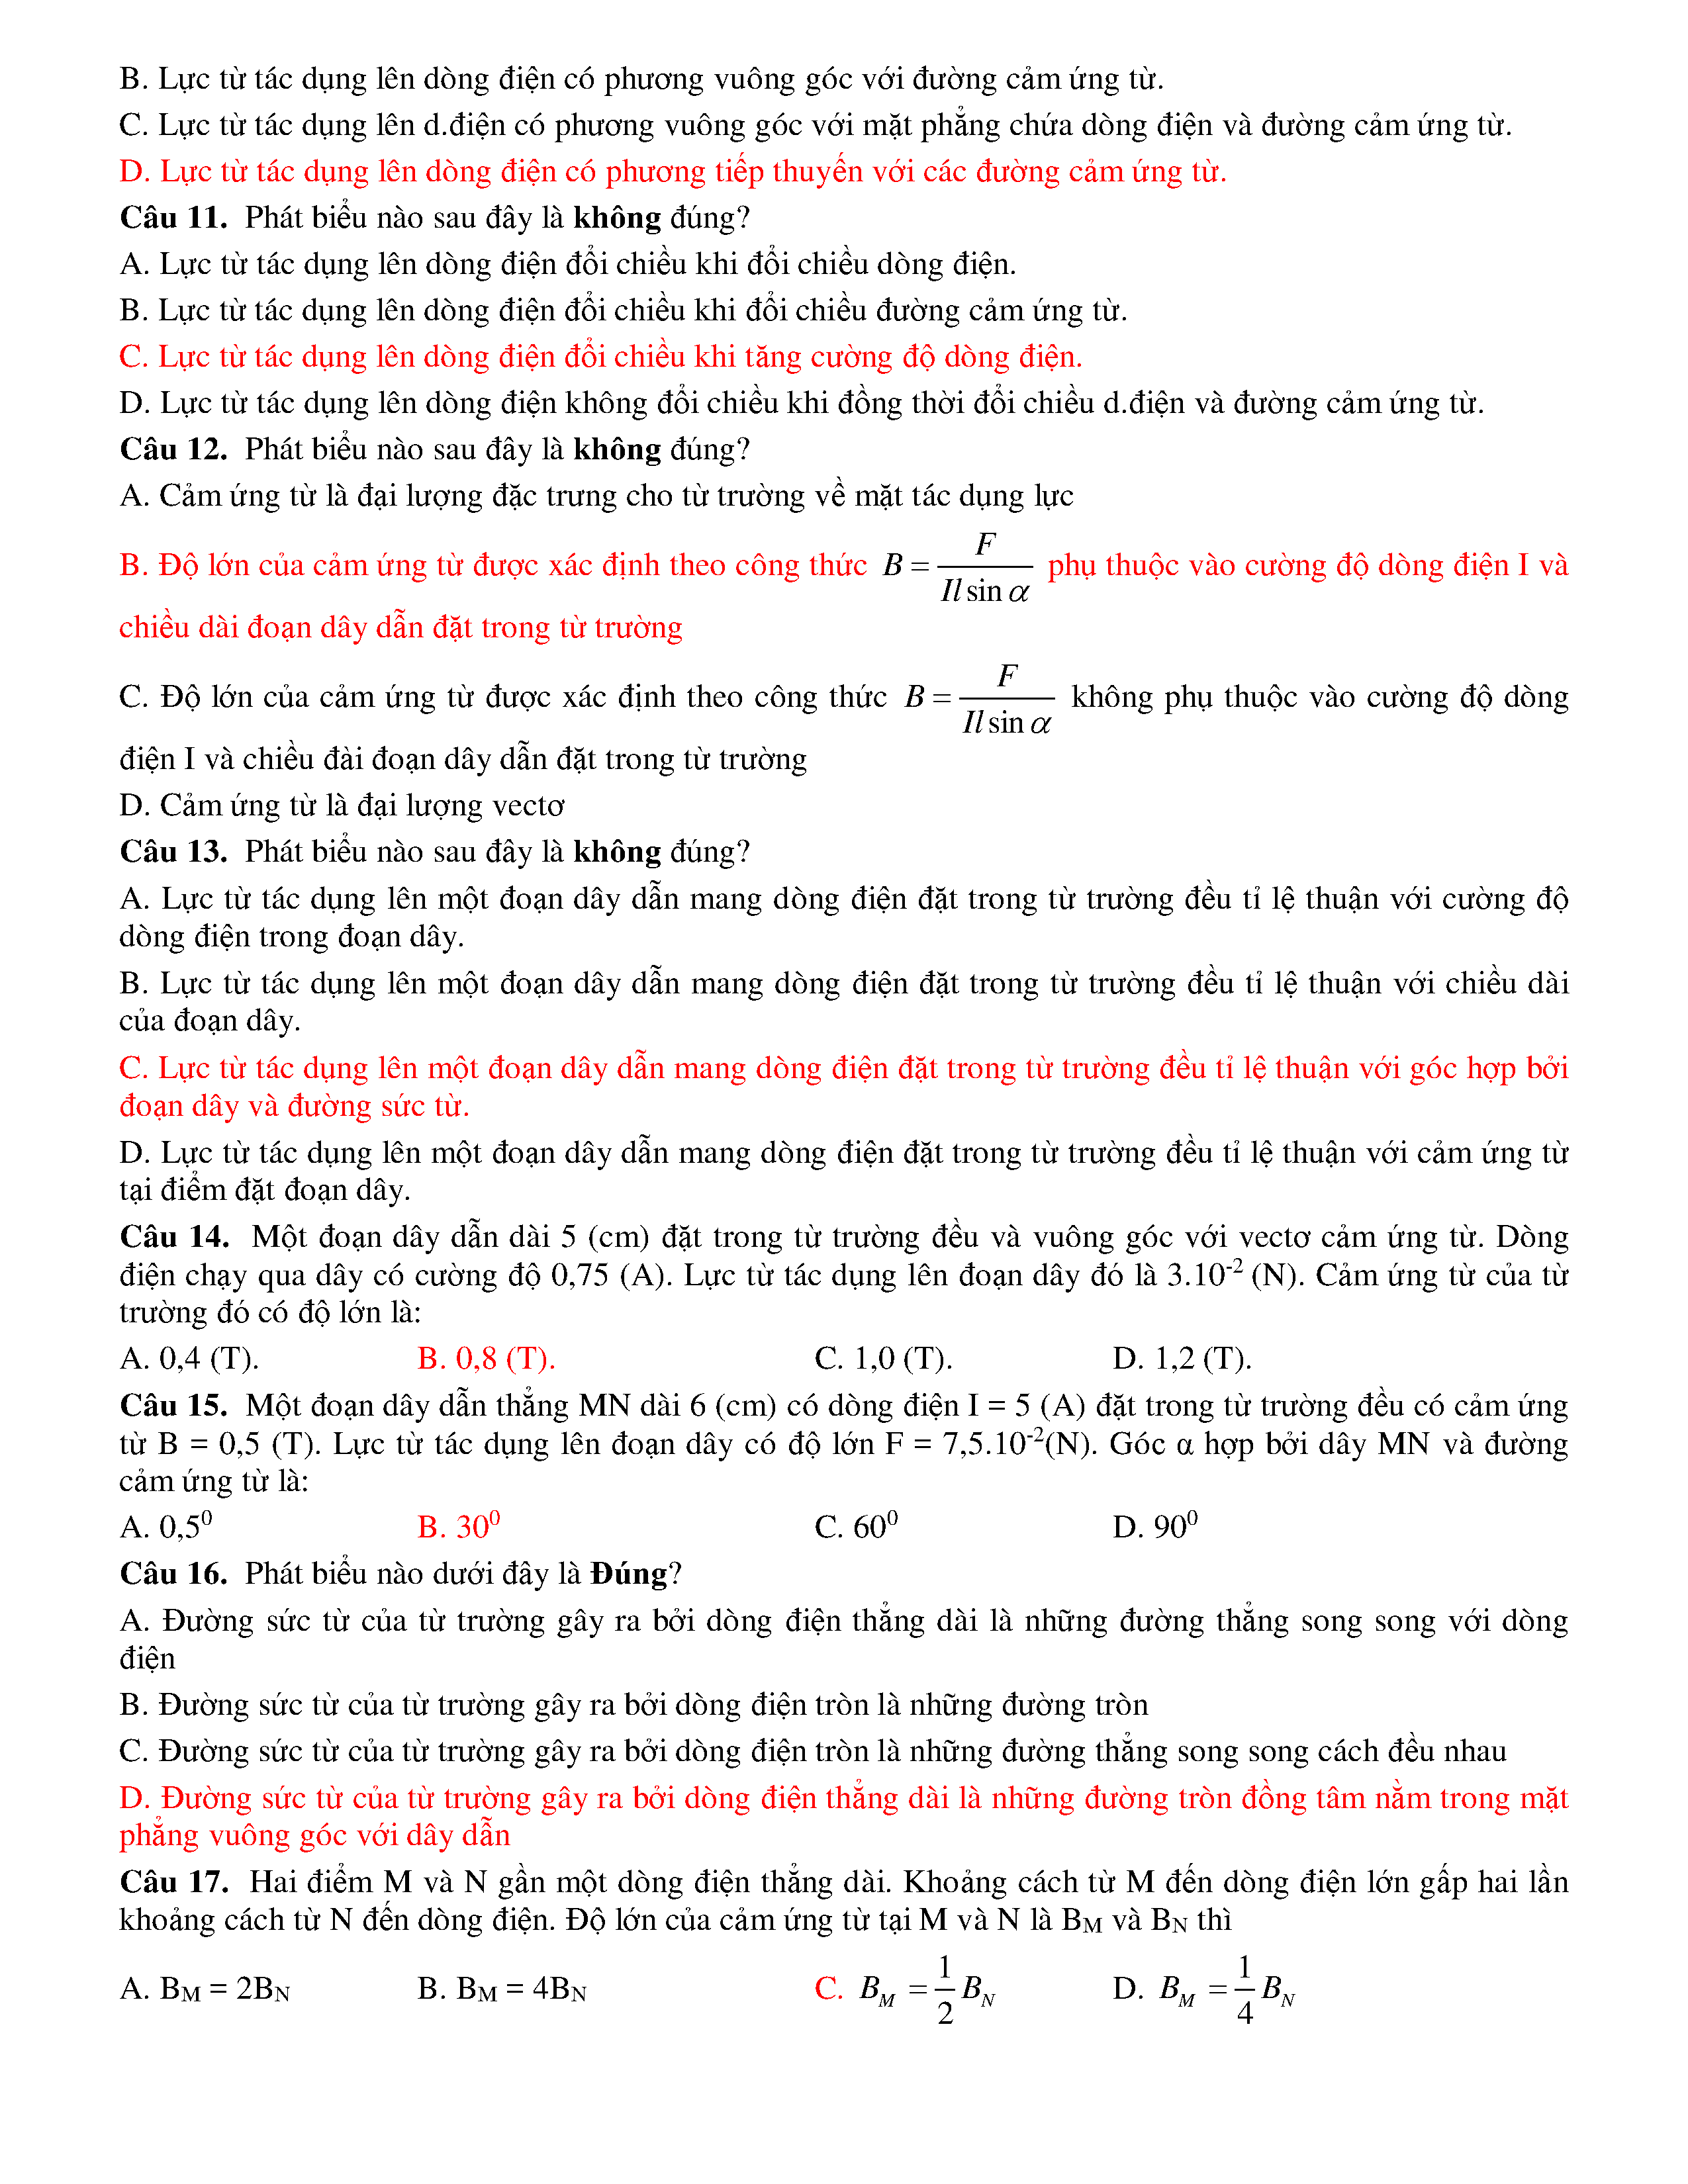 B. Lực từ tác dụng lên dòng điện có phương vuông góc với đường cảm ứng từ.
C. Lực từ tác dụng lên d.điện có phương vuông góc với mặt phẳng chứa dòng điện và đường cảm ứng từ.
D. Lực từ tác dụng lên dòng điện có phương tiếp thuyến với các đường cảm ứng từ.
Câu 11. Phát biểu nào sau đây là không đúng?
A. Lực từ tác dụng lên dòng điện đổi chiều khi đổi chiều dòng điện.
B. Lực từ tác dụng lên dòng điện đổi chiều khi đổi chiều đường cảm ứng từ.
C. Lực từ tác dụng lên dòng điện đổi chiều khi tăng cường độ dòng điện.
D. Lực từ tác dụng lên dòng điện không đổi chiều khi đồng thời đổi chiều d.điện và đường cảm ứng từ.
Câu 12. Phát biểu nào sau đây là không đúng?
A. Cảm ứng từ là đại lượng đặc trưng cho từ trường về mặt tác dụng lực
B. Độ lớn của cảm ứng từ được xác định theo công thức $B = \frac{F}{Il \sin \alpha}$ phụ thuộc vào cường độ dòng điện I và
chiều dài đoạn dây dẫn đặt trong từ trường
C. Độ lớn của cảm ứng từ được xác định theo công thức $B = \frac{F}{Il \sin \alpha}$ không phụ thuộc vào cường độ dòng
điện I và chiều đài đoạn dây dẫn đặt trong từ trường
D. Cảm ứng từ là đại lượng vectơ
Câu 13. Phát biểu nào sau đây là không đúng?
A. Lực từ tác dụng lên một đoạn dây dẫn mang dòng điện đặt trong từ trường đều tỉ lệ thuận với cường độ
dòng điện trong đoạn dây.
B. Lực từ tác dụng lên một đoạn dây dẫn mang dòng điện đặt trong từ trường đều tỉ lệ thuận với chiều dài
của đoạn dây.
C. Lực từ tác dụng lên một đoạn dây dẫn mang dòng điện đặt trong từ trường đều tỉ lệ thuận với góc hợp bởi
đoạn dây và đường sức từ.
D. Lực từ tác dụng lên một đoạn dây dẫn mang dòng điện đặt trong từ trường đều tỉ lệ thuận với cảm ứng từ
tại điểm đặt đoạn dây.
Câu 14. Một đoạn dây dẫn dài 5 (cm) đặt trong từ trường đều và vuông góc với vectơ cảm ứng từ. Dòng
điện chạy qua dây có cường độ 0,75 (A). Lực từ tác dụng lên đoạn dây đó là 3.10⁻² (N). Cảm ứng từ của từ
trường đó có độ lớn là:
A. 0,4 (T). B. 0,8 (T). C. 1,0 (T). D. 1,2 (T).
Câu 15. Một đoạn dây dẫn thẳng MN dài 6 (cm) có dòng điện I = 5 (A) đặt trong từ trường đều có cảm ứng
từ B = 0,5 (T). Lực từ tác dụng lên đoạn dây có độ lớn F = 7,5.10⁻²(N). Góc α hợp bởi dây MN và đường
cảm ứng từ là:
A. 0,5⁰ B. 30⁰ C. 60⁰ D. 90⁰
Câu 16. Phát biểu nào dưới đây là Đúng?
A. Đường sức từ của từ trường gây ra bởi dòng điện thẳng dài là những đường thẳng song song với dòng
điện
B. Đường sức từ của từ trường gây ra bởi dòng điện tròn là những đường tròn
C. Đường sức từ của từ trường gây ra bởi dòng điện tròn là những đường thẳng song song cách đều nhau
D. Đường sức từ của từ trường gây ra bởi dòng điện thẳng dài là những đường tròn đồng tâm nằm trong mặt
phẳng vuông góc với dây dẫn
Câu 17. Hai điểm M và N gần một dòng điện thẳng dài. Khoảng cách từ M đến dòng điện lớn gấp hai lần
khoảng cách từ N đến dòng điện. Độ lớn của cảm ứng từ tại M và N là $B_M$ và $B_N$ thì
A. $B_M = 2B_N$ B. $B_M = 4B_N$ C. $B_M = \frac{1}{2} B_N$ D. $B_M = \frac{1}{4} B_N$